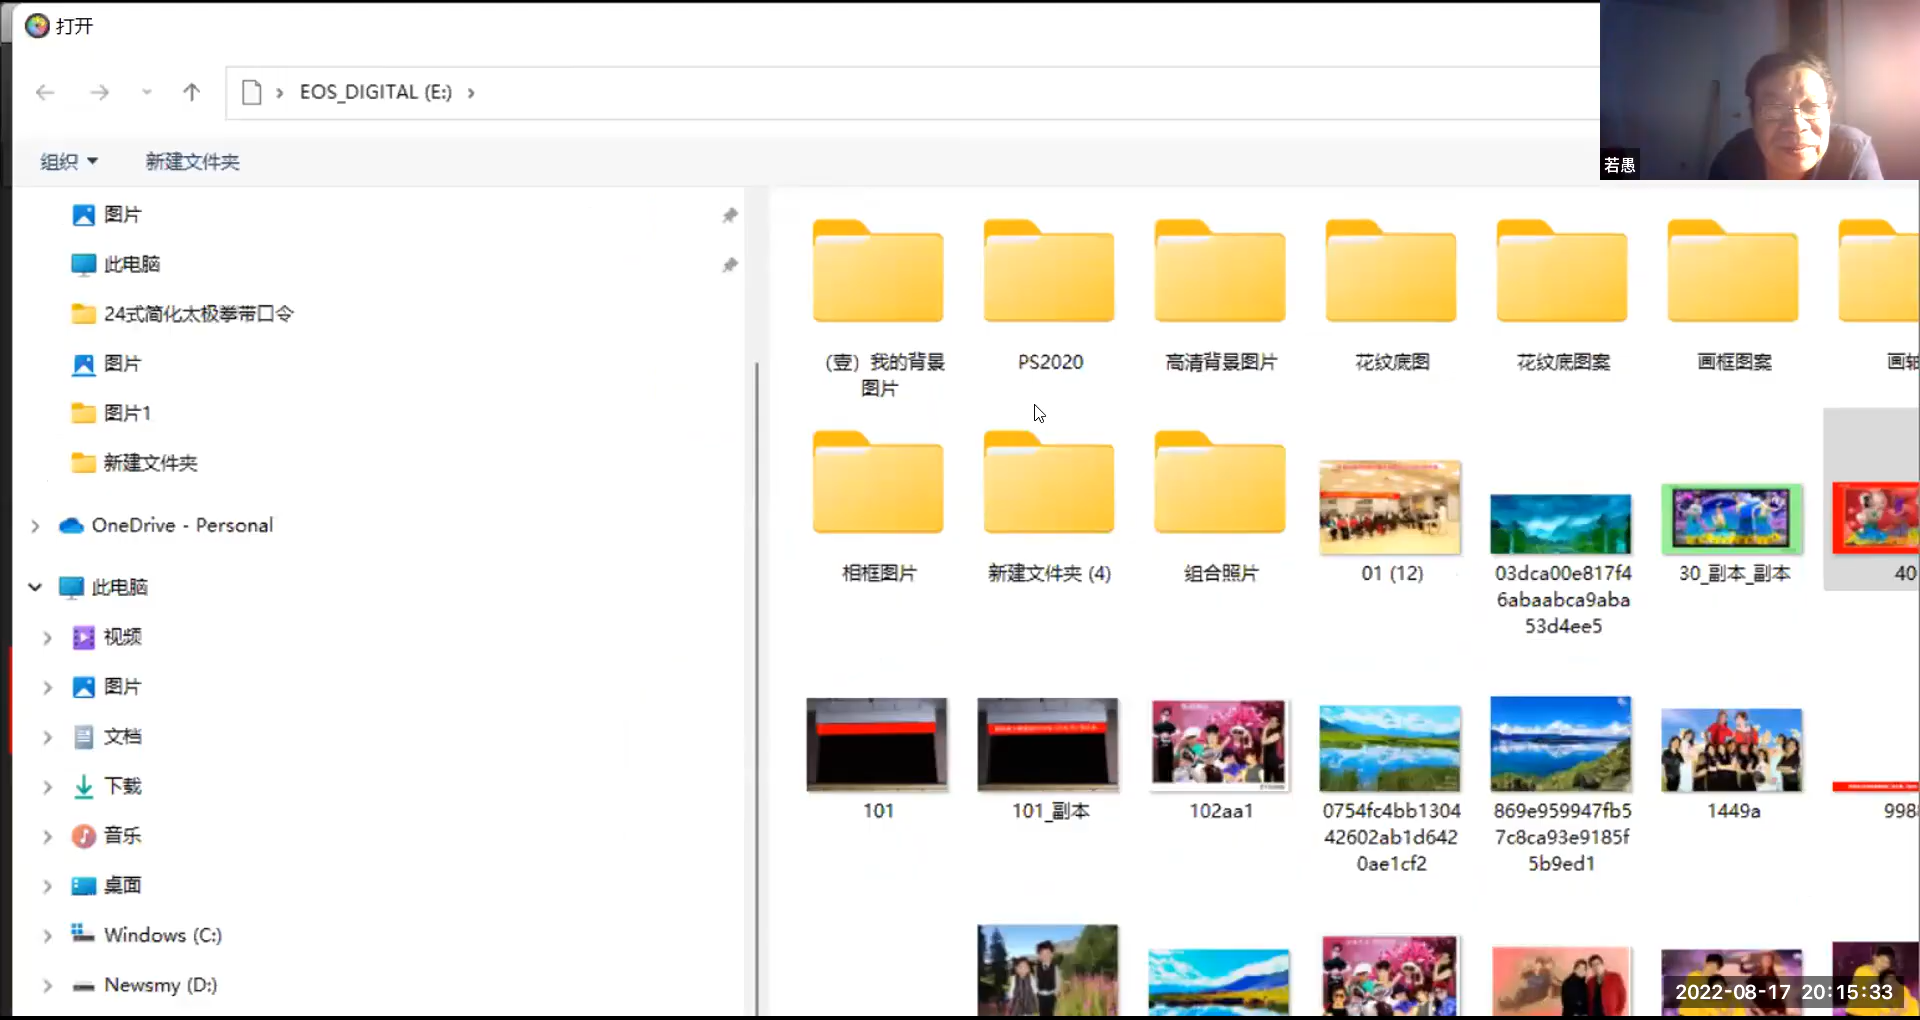 打开
EOS_DIGITAL (E:)
组织
新建文件夹
若愚
图片
此电脑
24式简化太极拳带口令
图片
图片1
新建文件夹
OneDrive - Personal
此电脑
视频
图片
文档
下载
音乐
桌面
Windows (C:)
Newsmy (D:)
（壹）我的背景
图片
PS2020
高清背景图片
花纹底图
花纹底图案
画框图案
画轴
相框图片
新建文件夹 (4)
组合照片
01 (12)
03dca00e817f4
6abaabca9aba
53d4ee5
30_副本_副本
40
101
101_副本
102aa1
0754fc4bb1304
42602ab1d642
0ae1cf2
869e959947fb5
7c8ca93e9185f
5b9ed1
1449a
998
2022-08-17 20:15:33